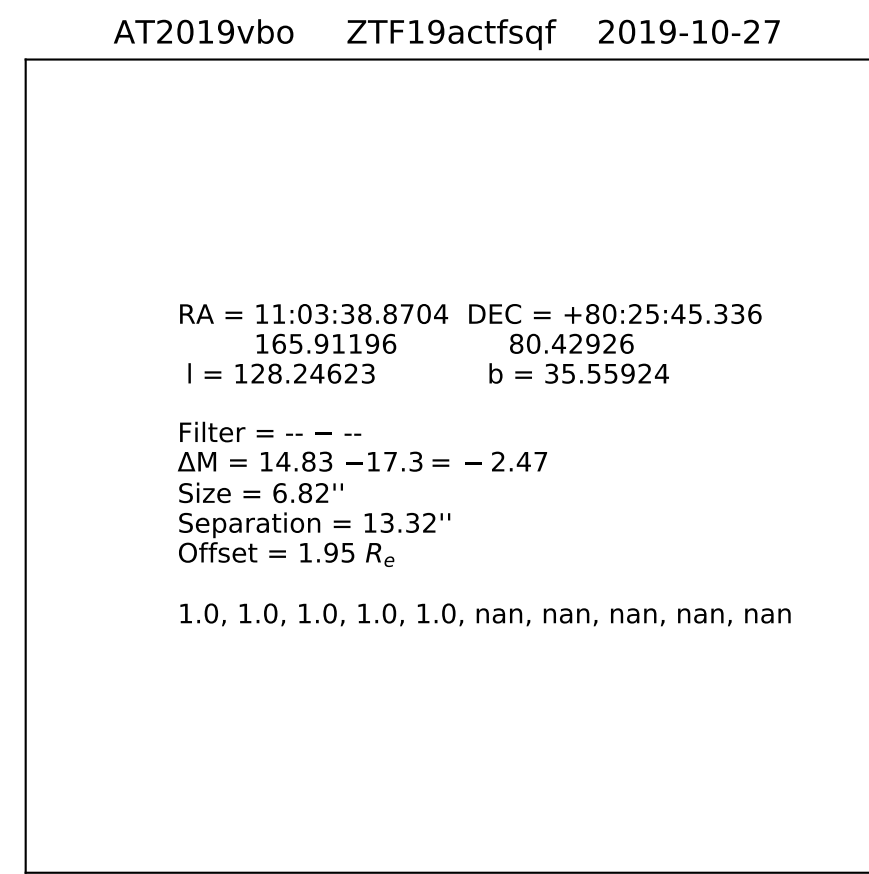 AT2019vbo ZTF19actfsqf 2019-10-27
RA = 11:03:38.8704 DEC = +80:25:45.336
165.91196 80.42926
l = 128.24623 b = 35.55924
Filter = -- − --
ΔM = 14.83 −17.3 = − 2.47
Size = 6.82''
Separation = 13.32''
Offset = 1.95 Rₑ
1.0, 1.0, 1.0, 1.0, 1.0, nan, nan, nan, nan, nan